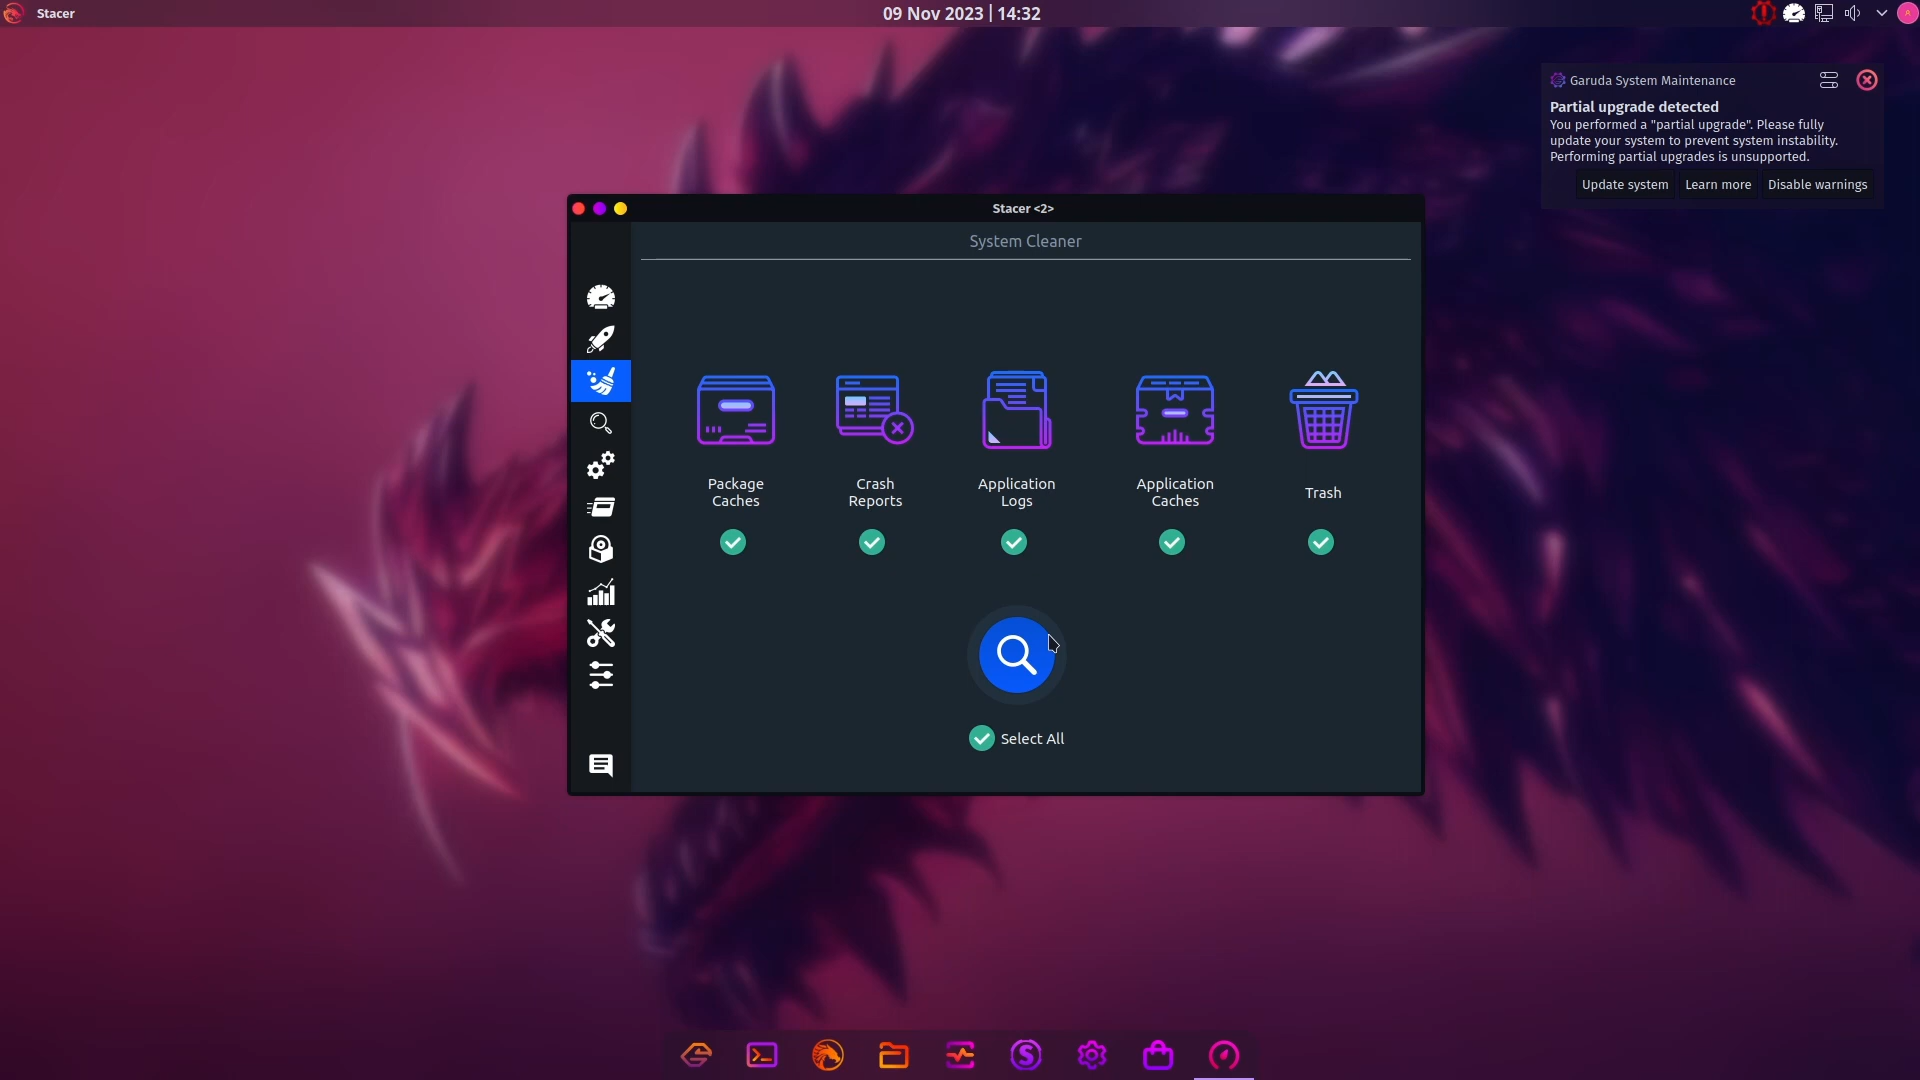 Stacer
09 Nov 2023 | 14:32
Garuda System Maintenance
Partial upgrade detected
You performed a "partial upgrade". Please fully
update your system to prevent system instability.
Performing partial upgrades is unsupported.
Update system Learn more Disable warnings
Stacer <2>
System Cleaner
Package
Caches
Crash
Reports
Application
Logs
Application
Caches
Trash
Select All